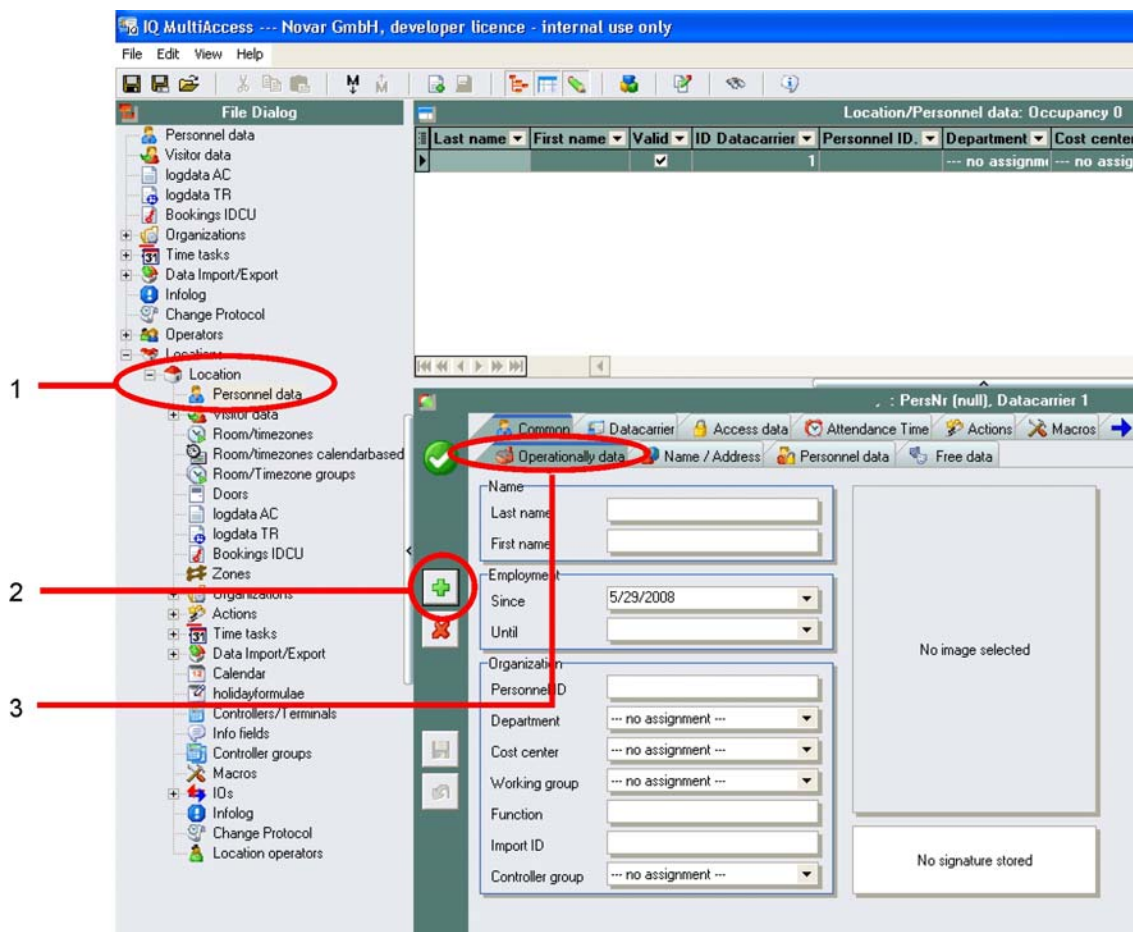 IQ MultiAccess --- Novar GmbH, developer licence - internal use only
File Edit View Help
File Dialog
Personnel data
Visitor data
logdata AC
logdata TR
Bookings IDCU
Organizations
Time tasks
Data Import/Export
Infolog
Change Protocol
Operators
Locations
Location
Personnel data
Visitor data
Room/timezones
Room/timezones calendarbased
Room/Timezone groups
Doors
logdata AC
logdata TR
Bookings IDCU
Zones
Organizations
Actions
Time tasks
Data Import/Export
Calendar
holidayformulae
Controllers/Terminals
Info fields
Controller groups
Macros
IOs
Infolog
Change Protocol
Location operators
1
2
3
Location/Personnel data: Occupancy 0
Last name First name Valid ID Datacarrier Personnel ID. Department Cost center
1 --- no assignm --- no assig
, : PersNr (null), Datacarrier 1
Common Datacarrier Access data Attendance Time Actions Macros
Operationally data Name / Address Personnel data Free data
Name
Last name
First name
Employment
Since 5/29/2008
Until
Organization
Personnel ID
Department --- no assignment ---
Cost center --- no assignment ---
Working group --- no assignment ---
Function
Import ID
Controller group --- no assignment ---
No image selected
No signature stored